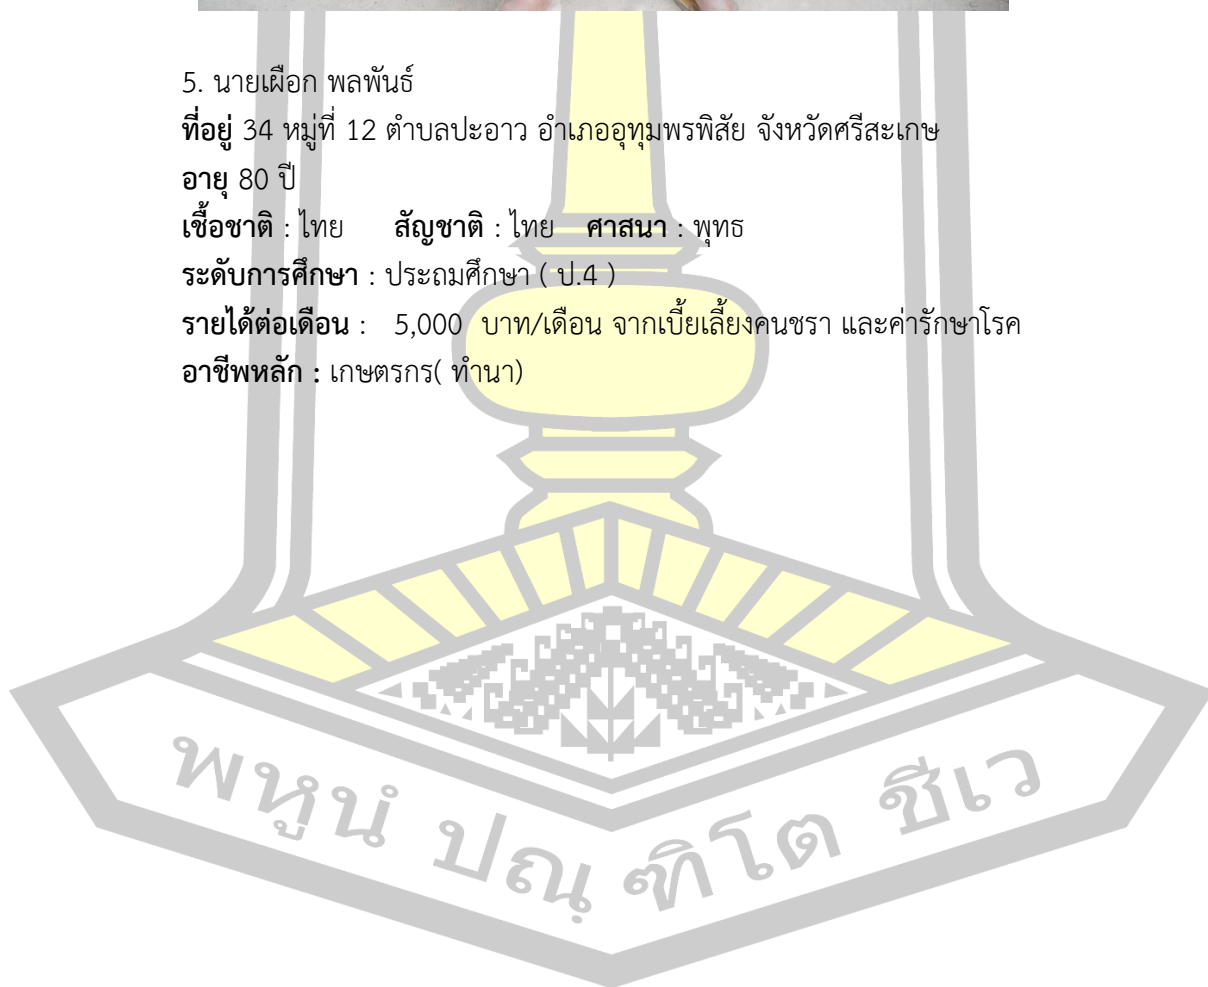 5. นายเผือก พลพันธ์
ที่อยู่ 34 หมู่ที่ 12 ตำบลปะอาว อำเภออุทุมพรพิสัย จังหวัดศรีสะเกษ
อายุ 80 ปี
เชื้อชาติ : ไทย สัญชาติ : ไทย ศาสนา : พุทธ
ระดับการศึกษา : ประถมศึกษา ( ป.4 )
รายได้ต่อเดือน : 5,000 บาท/เดือน จากเบี้ยเลี้ยงคนชรา และค่ารักษาโรค
อาชีพหลัก : เกษตรกร( ทำนา)
พหูนํ ปณฺฑิโต ชีเว